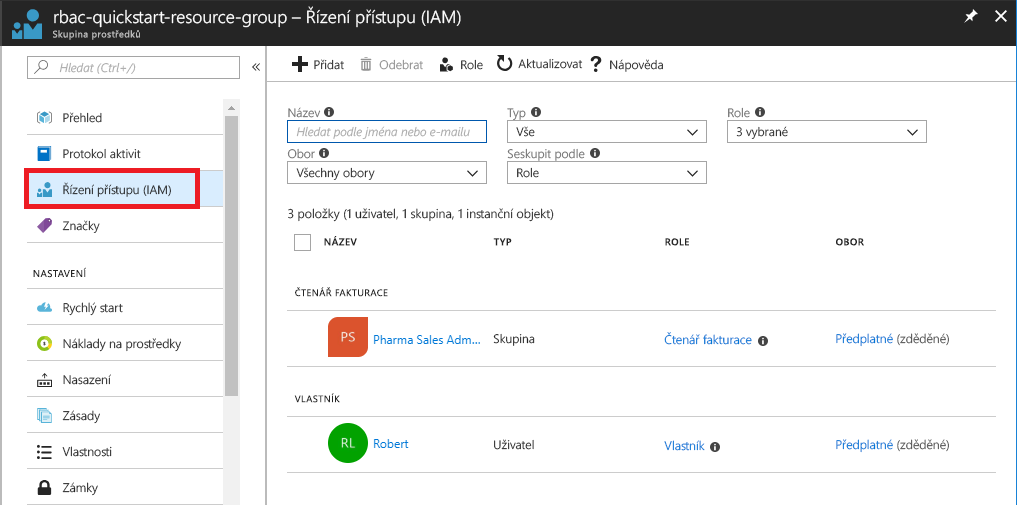 rbac-quickstart-resource-group – Řízení přístupu (IAM)
Skupina prostředků
Hledat (Ctrl+/)
«
Přehled
Protokol aktivit
Řízení přístupu (IAM)
Značky
NASTAVENÍ
Rychlý start
Náklady na prostředky
Nasazení
Zásady
Vlastnosti
Zámky
Přidat Odebrat Role Aktualizovat Nápověda
Název Typ Role
Hledat podle jména nebo e-mailu Vše 3 vybrané
Obor Seskupit podle
Všechny obory Role
3 položky (1 uživatel, 1 skupina, 1 instanční objekt)
NÁZEV TYP ROLE OBOR
ČTENÁŘ FAKTURACE
PS Pharma Sales Adm... Skupina Čtenář fakturace Předplatné (zděděné)
VLASTNÍK
RL Robert Uživatel Vlastník Předplatné (zděděné)